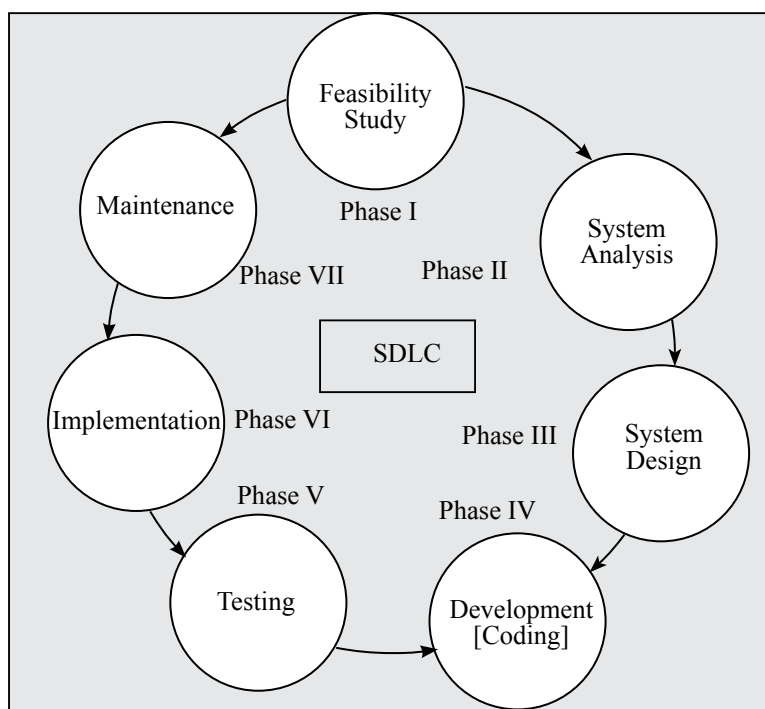 Feasibility
Study
Phase I
System
Analysis
Phase II
System
Design
Phase III
Development
[Coding]
Phase IV
Testing
Phase V
Implementation
Phase VI
Maintenance
Phase VII
SDLC